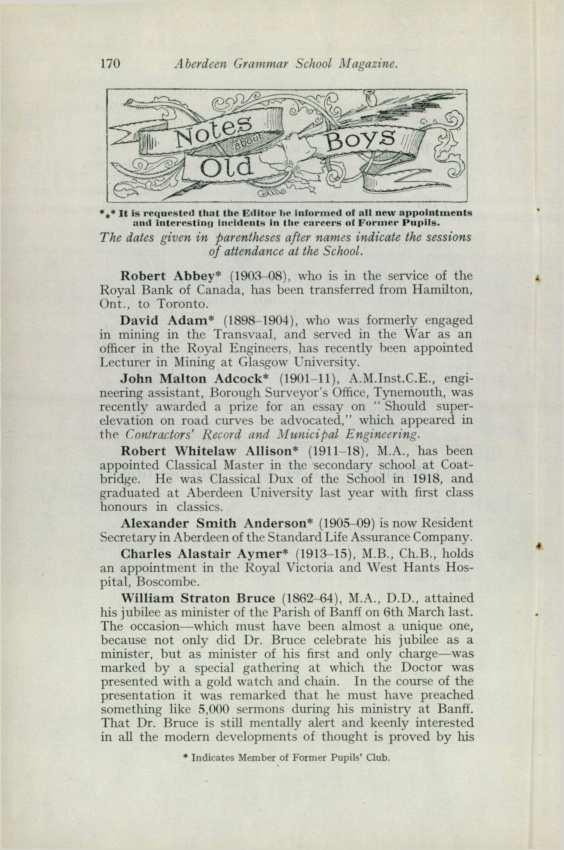 170 Aberdeen Grammar School Magazine.
Notes about Old Boys
*⁎* It is requested that the Editor be informed of all new appointments
and interesting incidents in the careers of Former Pupils.
The dates given in parentheses after names indicate the sessions
of attendance at the School.
Robert Abbey* (1903–08), who is in the service of the
Royal Bank of Canada, has been transferred from Hamilton,
Ont., to Toronto.
David Adam* (1898–1904), who was formerly engaged
in mining in the Transvaal, and served in the War as an
officer in the Royal Engineers, has recently been appointed
Lecturer in Mining at Glasgow University.
John Malton Adcock* (1901–11), A.M.Inst.C.E., engi-
neering assistant, Borough Surveyor's Office, Tynemouth, was
recently awarded a prize for an essay on "Should super-
elevation on road curves be advocated," which appeared in
the Contractors' Record and Municipal Engineering.
Robert Whitelaw Allison* (1911–18), M.A., has been
appointed Classical Master in the secondary school at Coat-
bridge. He was Classical Dux of the School in 1918, and
graduated at Aberdeen University last year with first class
honours in classics.
Alexander Smith Anderson* (1905–09) is now Resident
Secretary in Aberdeen of the Standard Life Assurance Company.
Charles Alastair Aymer* (1913–15), M.B., Ch.B., holds
an appointment in the Royal Victoria and West Hants Hos-
pital, Boscombe.
William Straton Bruce (1862–64), M.A., D.D., attained
his jubilee as minister of the Parish of Banff on 6th March last.
The occasion—which must have been almost a unique one,
because not only did Dr. Bruce celebrate his jubilee as a
minister, but as minister of his first and only charge—was
marked by a special gathering at which the Doctor was
presented with a gold watch and chain. In the course of the
presentation it was remarked that he must have preached
something like 5,000 sermons during his ministry at Banff.
That Dr. Bruce is still mentally alert and keenly interested
in all the modern developments of thought is proved by his
* Indicates Member of Former Pupils' Club.